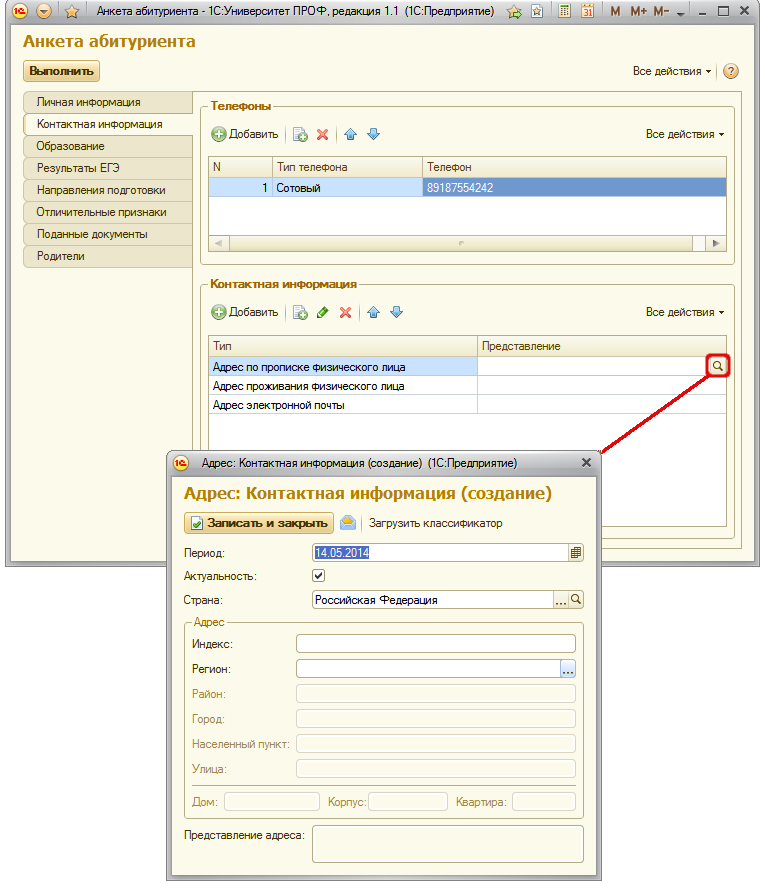 Анкета абитуриента - 1С:Университет ПРОФ, редакция 1.1 (1С:Предприятие) M M+ M-
Анкета абитуриента
Выполнить
Все действия
Личная информация
Контактная информация
Образование
Результаты ЕГЭ
Направления подготовки
Отличительные признаки
Поданные документы
Родители
Телефоны
Добавить
Все действия
N Тип телефона Телефон
1 Сотовый 89187554242
Контактная информация
Добавить
Все действия
Тип Представление
Адрес по прописке физического лица
Адрес проживания физического лица
Адрес электронной почты
Адрес: Контактная информация (создание) (1С:Предприятие)
Адрес: Контактная информация (создание)
Записать и закрыть Загрузить классификатор
Период: 14.05.2014
Актуальность:
Страна: Российская Федерация ...
Адрес
Индекс:
Регион: ...
Район:
Город:
Населенный пункт:
Улица:
Дом: Корпус: Квартира:
Представление адреса: